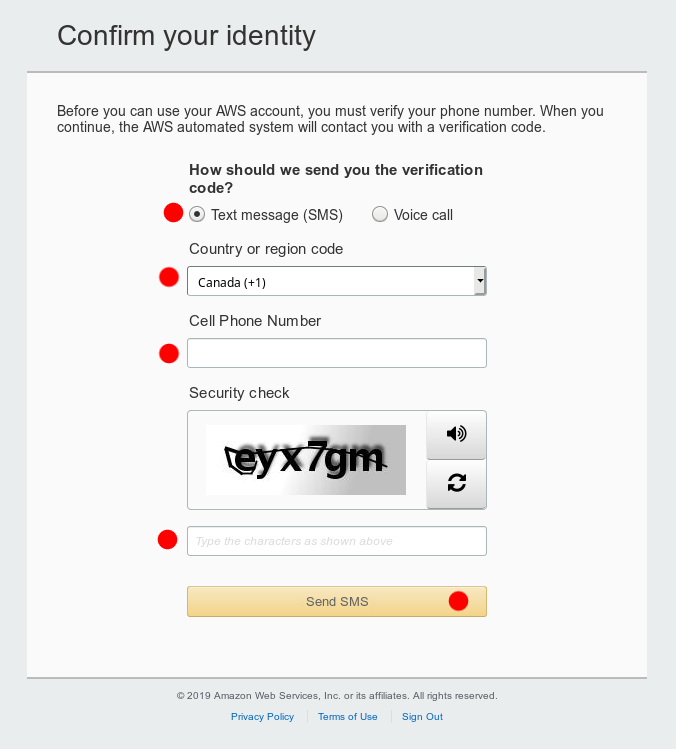 Confirm your identity
Before you can use your AWS account, you must verify your phone number. When you
continue, the AWS automated system will contact you with a verification code.
How should we send you the verification
code?
Text message (SMS) Voice call
Country or region code
Canada (+1)
Cell Phone Number
Security check
eyx7gm
Type the characters as shown above
Send SMS
© 2019 Amazon Web Services, Inc. or its affiliates. All rights reserved.
Privacy Policy Terms of Use Sign Out